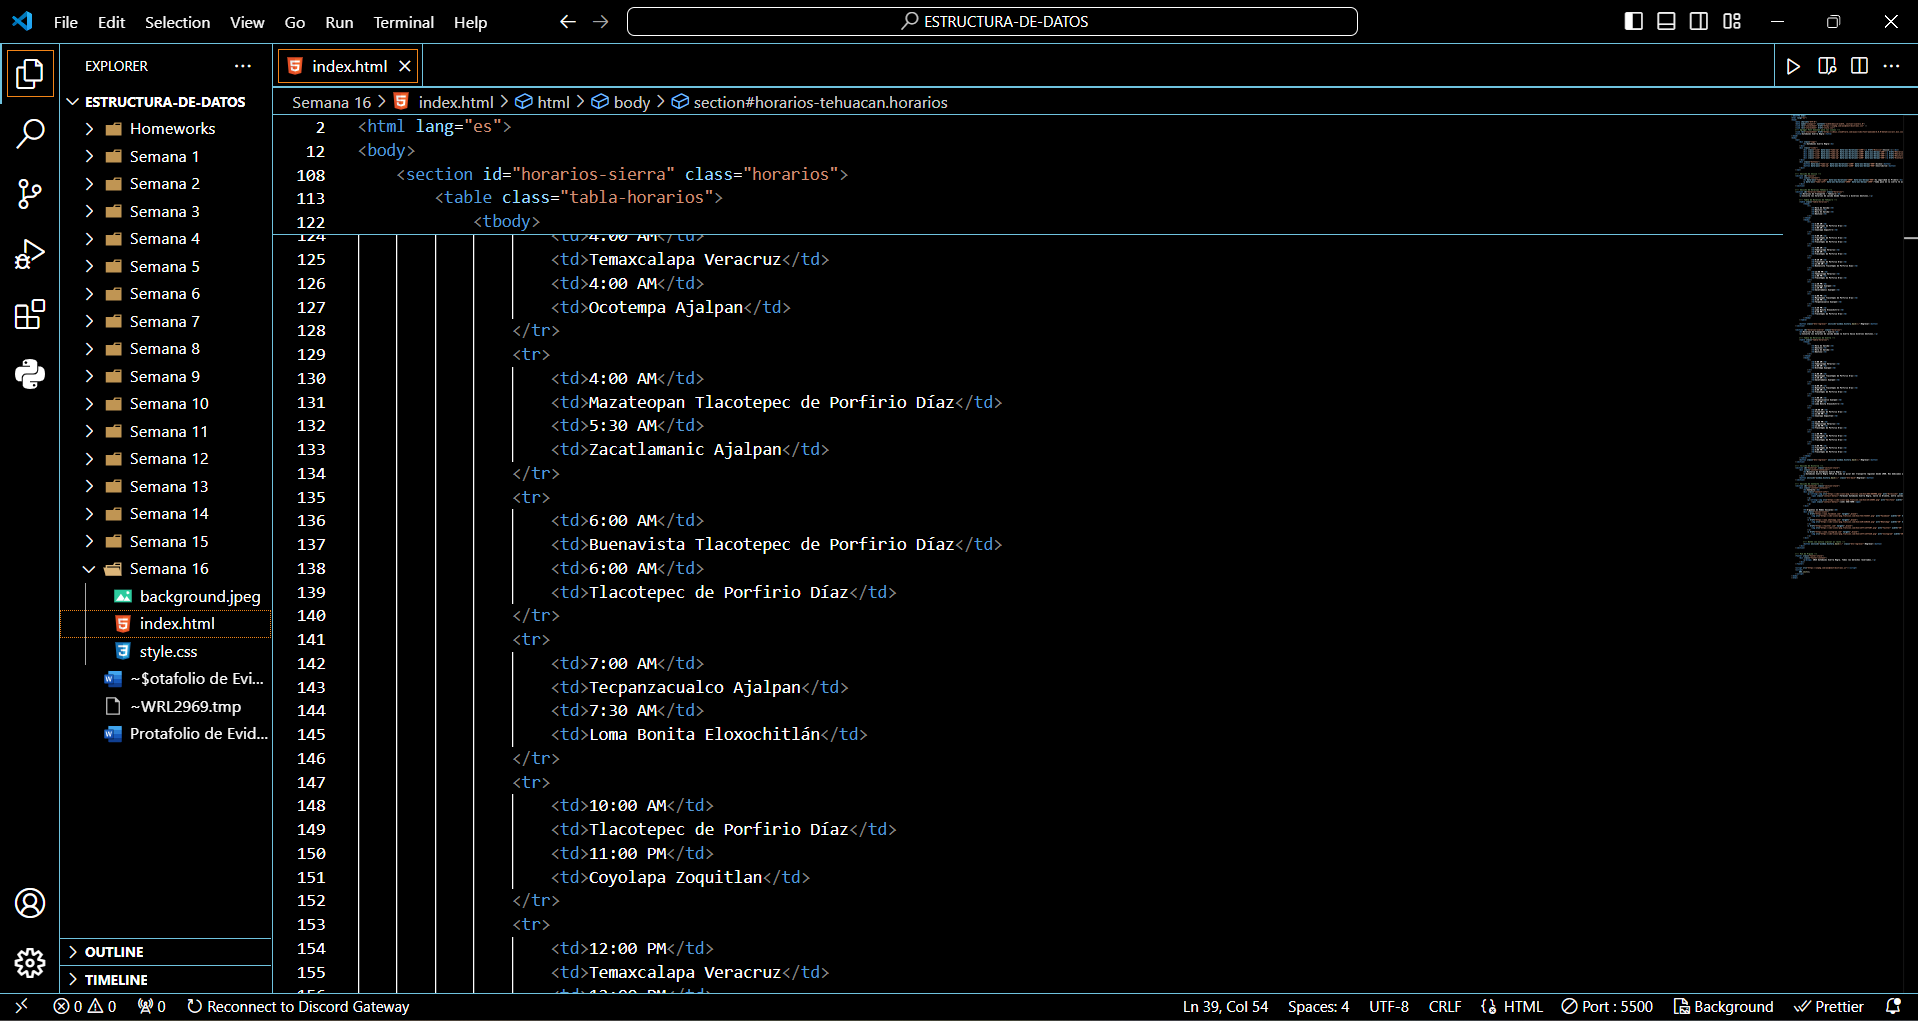 File Edit Selection View Go Run Terminal Help
ESTRUCTURA-DE-DATOS
EXPLORER
index.html
ESTRUCTURA-DE-DATOS
Homeworks
Semana 1
Semana 2
Semana 3
Semana 4
Semana 5
Semana 6
Semana 7
Semana 8
Semana 9
Semana 10
Semana 11
Semana 12
Semana 13
Semana 14
Semana 15
Semana 16
background.jpeg
index.html
style.css
~$otafolio de Evi...
~WRL2969.tmp
Protafolio de Evid...
OUTLINE
TIMELINE
Semana 16 > index.html > html > body > section#horarios-tehuacan.horarios
2 <html lang="es">
12 <body>
108 <section id="horarios-sierra" class="horarios">
113 <table class="tabla-horarios">
122 <tbody>
124 <td>4:00 AM</td>
125 <td>Temaxcalapa Veracruz</td>
126 <td>4:00 AM</td>
127 <td>Ocotempa Ajalpan</td>
128 </tr>
129 <tr>
130 <td>4:00 AM</td>
131 <td>Mazateopan Tlacotepec de Porfirio Díaz</td>
132 <td>5:30 AM</td>
133 <td>Zacatlamanic Ajalpan</td>
134 </tr>
135 <tr>
136 <td>6:00 AM</td>
137 <td>Buenavista Tlacotepec de Porfirio Díaz</td>
138 <td>6:00 AM</td>
139 <td>Tlacotepec de Porfirio Díaz</td>
140 </tr>
141 <tr>
142 <td>7:00 AM</td>
143 <td>Tecpanzacualco Ajalpan</td>
144 <td>7:30 AM</td>
145 <td>Loma Bonita Eloxochitlán</td>
146 </tr>
147 <tr>
148 <td>10:00 AM</td>
149 <td>Tlacotepec de Porfirio Díaz</td>
150 <td>11:00 PM</td>
151 <td>Coyolapa Zoquitlan</td>
152 </tr>
153 <tr>
154 <td>12:00 PM</td>
155 <td>Temaxcalapa Veracruz</td>
0 0 0 Reconnect to Discord Gateway Ln 39, Col 54 Spaces: 4 UTF-8 CRLF HTML Port : 5500 Background Prettier